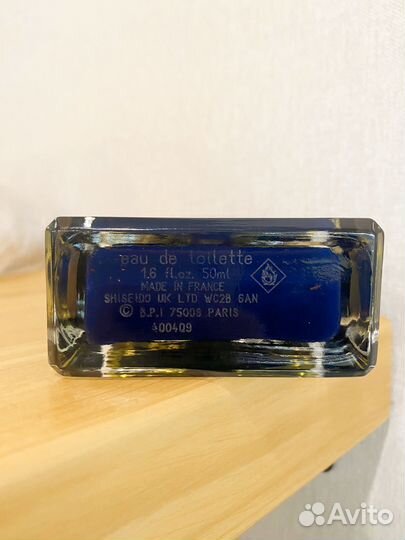 eau de toilette
1.6 fl.oz. 50ml
MADE IN FRANCE
SHISEIDO UK LTD WC2B 6AN
© B.P.I 75008 PARIS
400409
Avito